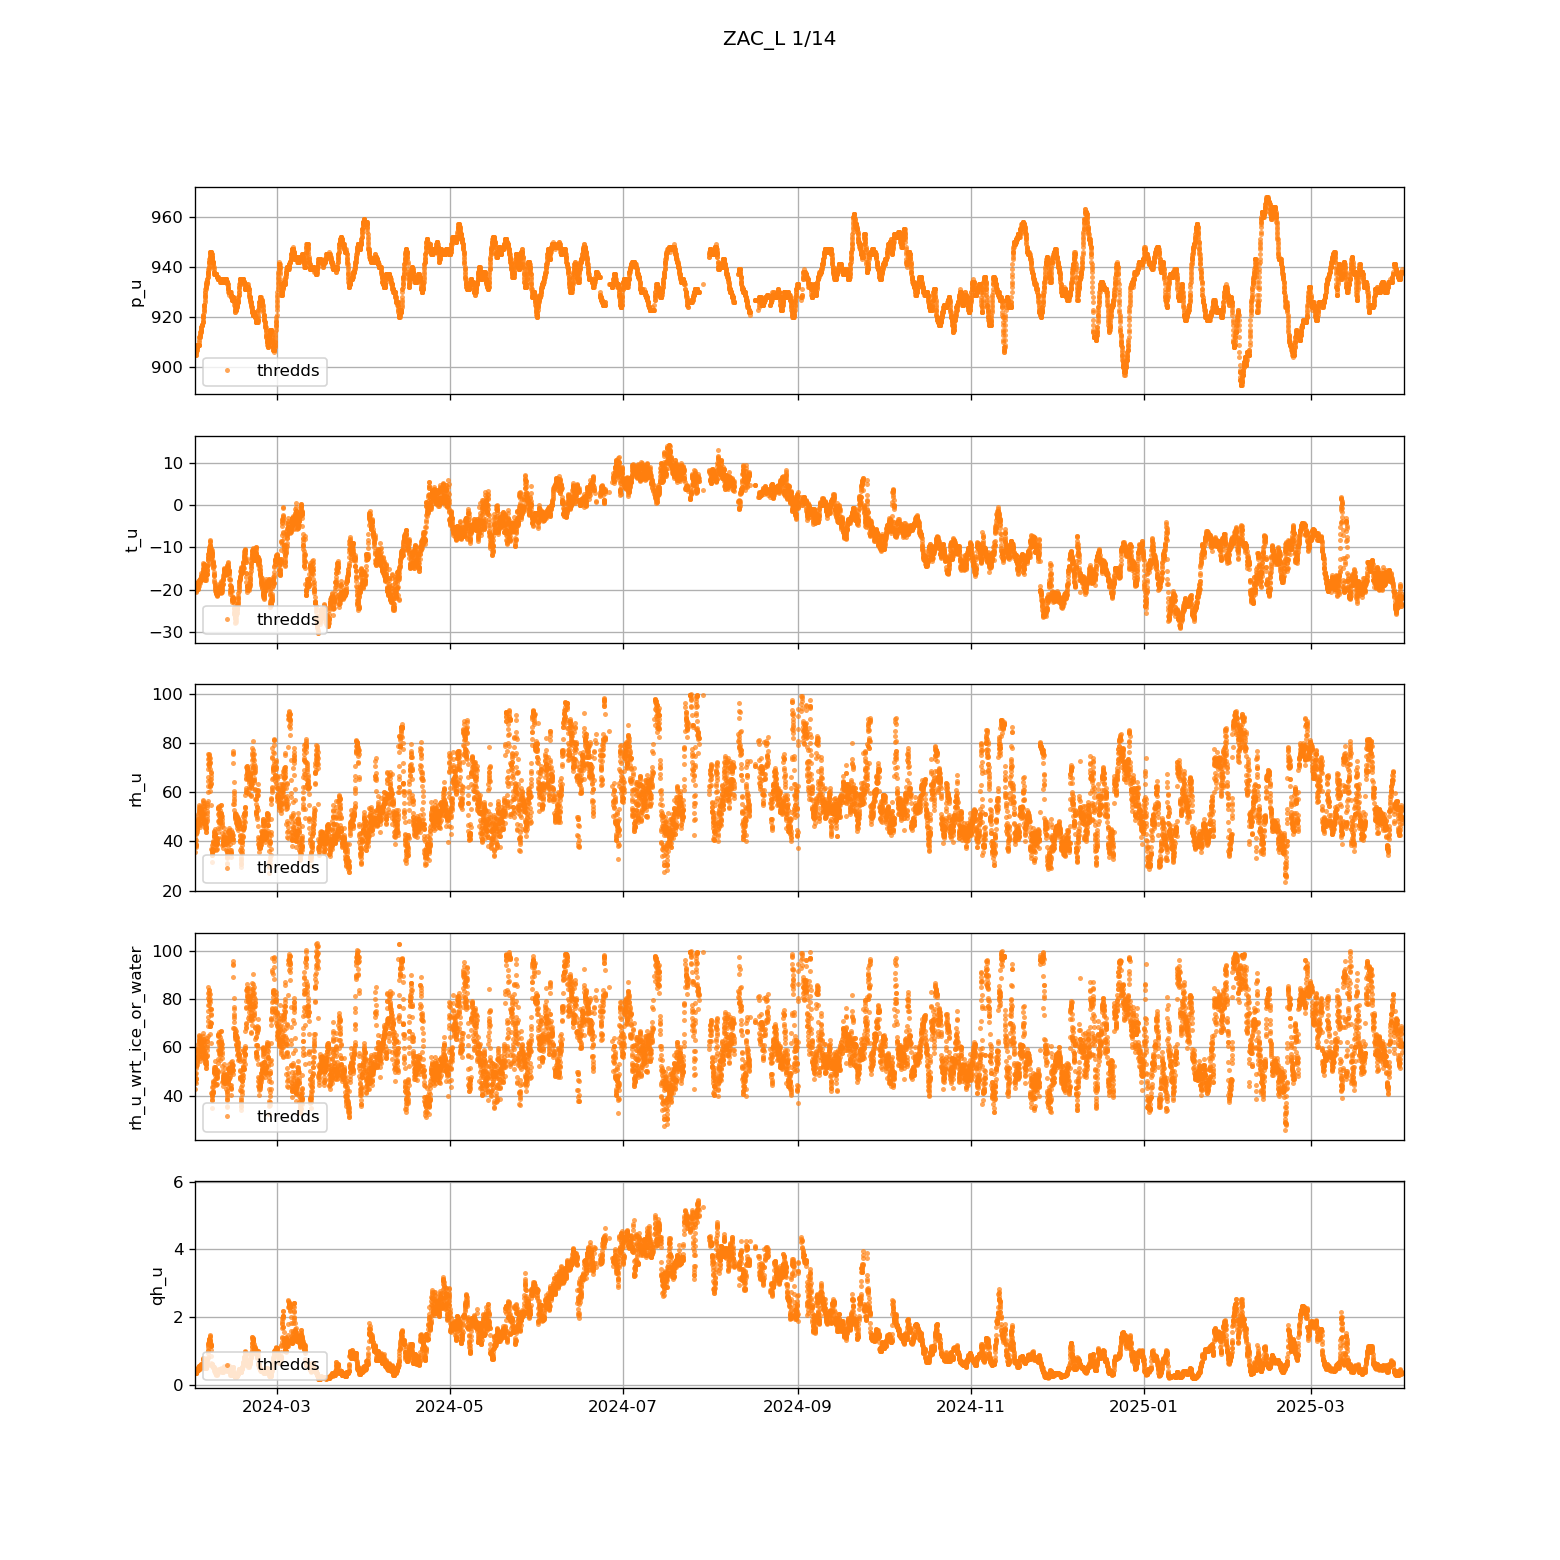 ZAC_L 1/14
960
940
920
900
p_u
thredds
10
0
−10
−20
−30
t_u
thredds
100
80
60
40
20
rh_u
thredds
100
80
60
40
rh_u_wrt_ice_or_water
thredds
6
4
2
0
qh_u
thredds
2024-03 2024-05 2024-07 2024-09 2024-11 2025-01 2025-03